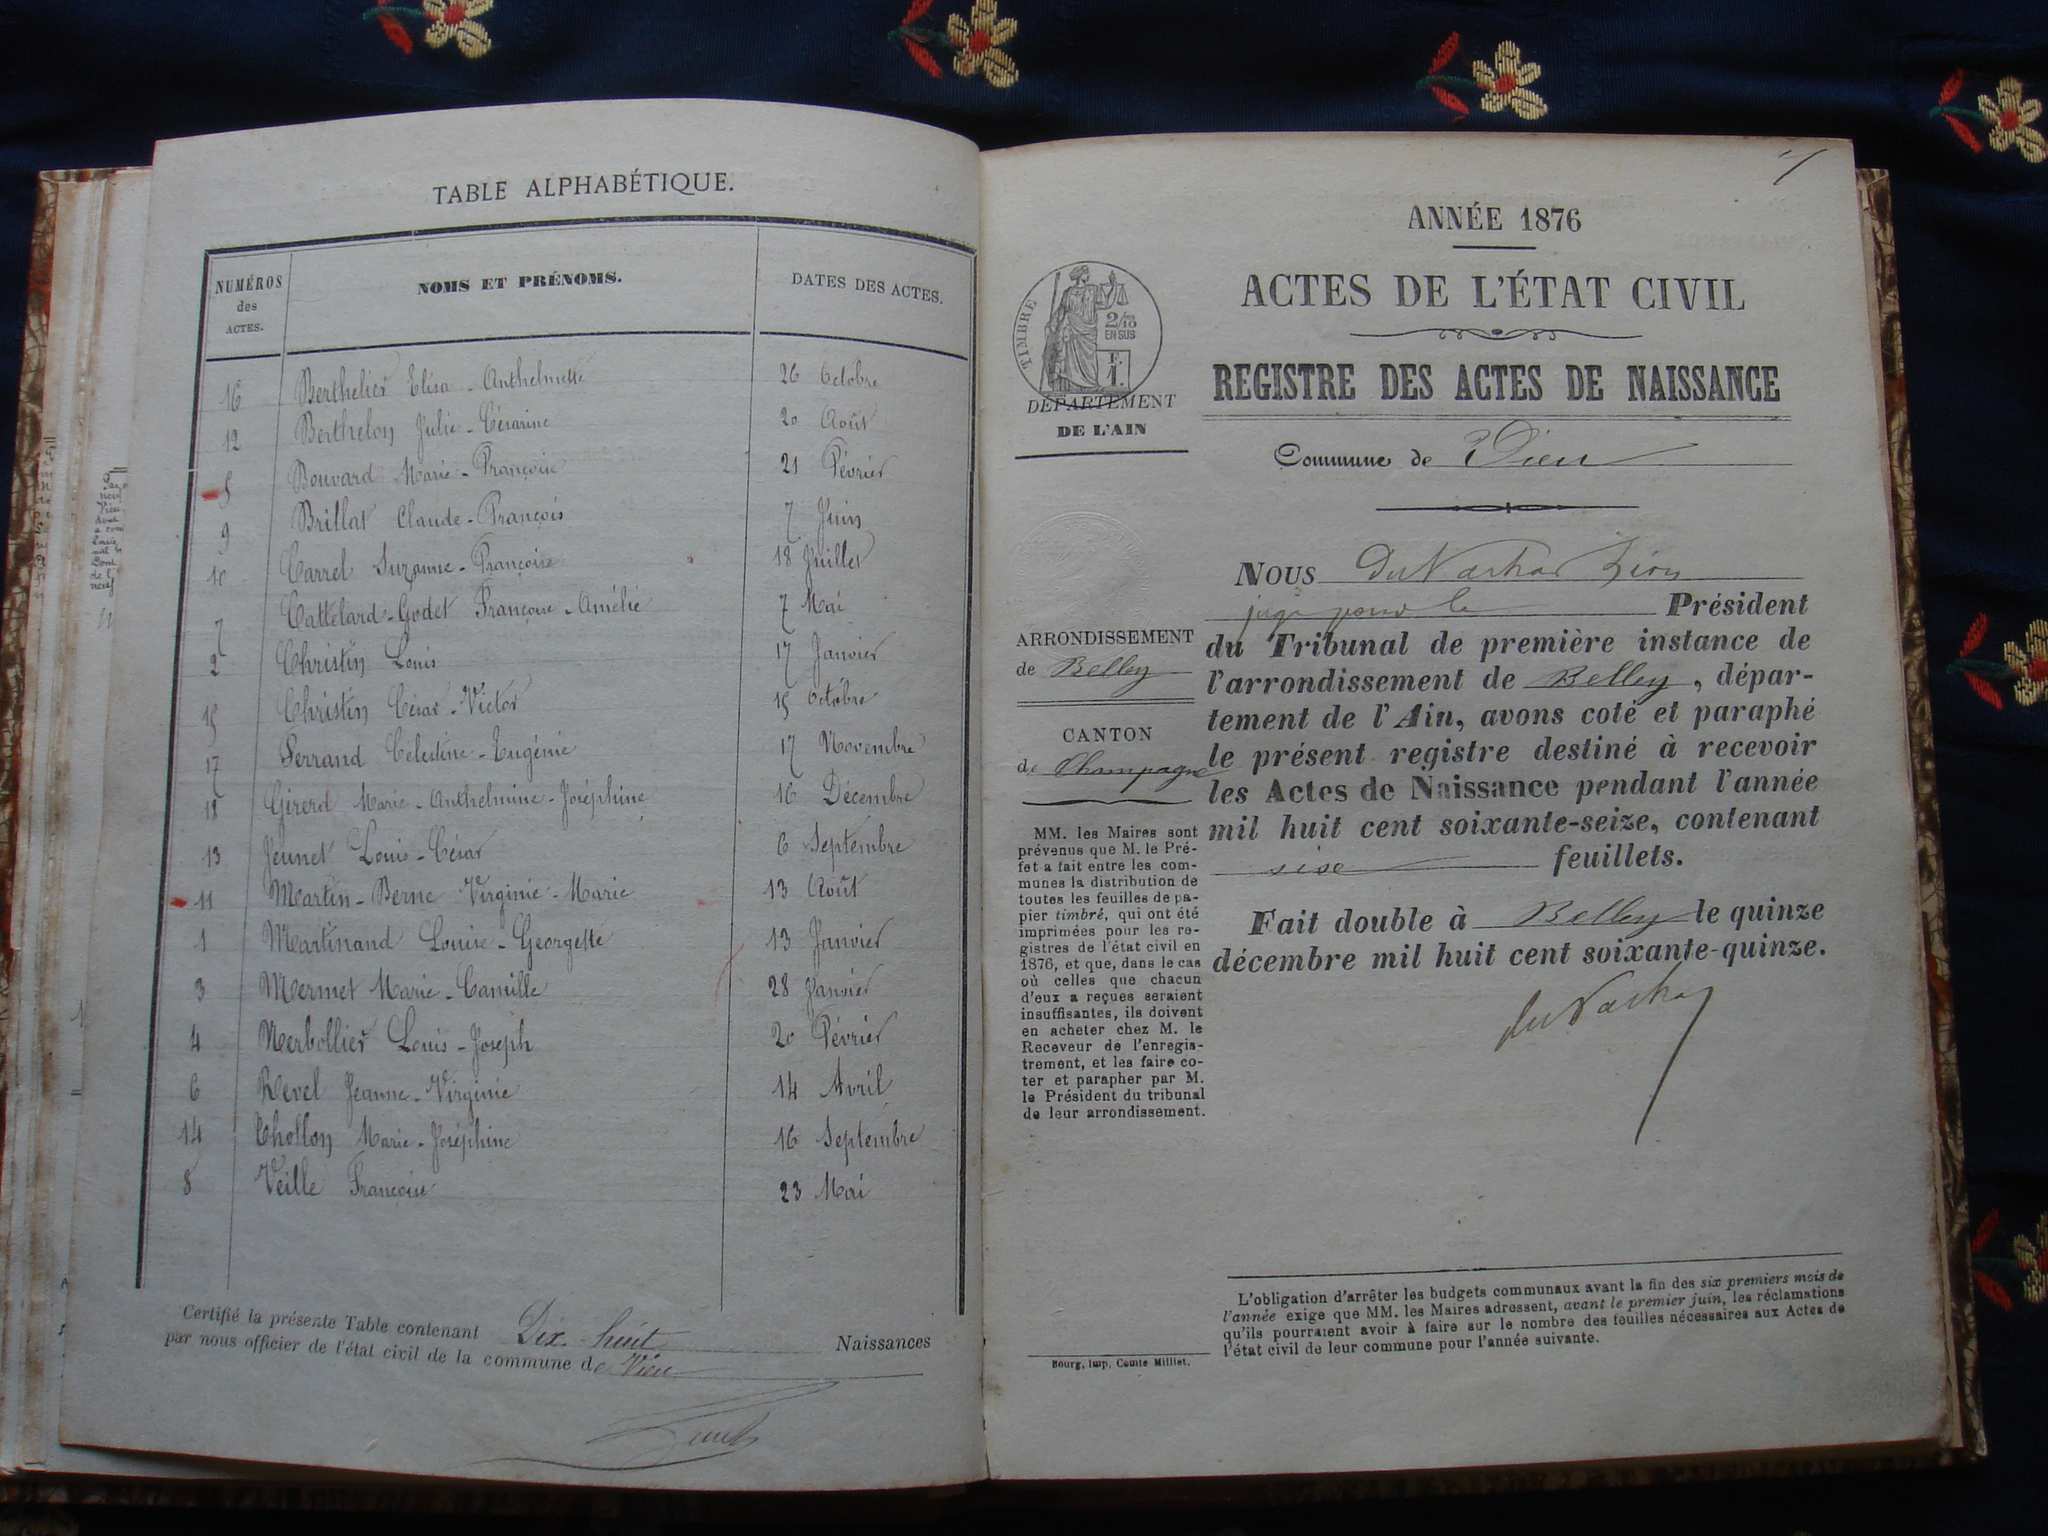 TABLE ALPHABÉTIQUE.
NUMÉROS
des
ACTES.
NOMS ET PRÉNOMS.
DATES DES ACTES.
16 Berthelier Elisa - Anthelmette 26 Octobre
12 Berthelon Julie - Césarine 20 Août
5 Bouvard Marie - Françoise 21 Février
9 Brillat Claude - François 7 Juin
10 Carrel Suzanne - Françoise 18 Juillet
7 Cattelard - Godet Françoise - Amélie 7 Mai
2 Christin Louis 17 Janvier
15 Christin César - Victor 15 Octobre
17 Ferrand Célestine - Eugénie 17 Novembre
18 Girerd Marie - Anthelmine - Joséphine 16 Décembre
13 Jeunet Louis - César 6 Septembre
11 Martin - Berne Virginie - Marie 13 Août
1 Martinand Louise - Georgette 13 Janvier
3 Mermet Marie - Camille 28 Janvier
4 Nerbollier Louis - Joseph 20 Février
6 Revel Jeanne - Virginie 14 Avril
14 Thollon Marie - Joséphine 16 Septembre
8 Veille Françoise 23 Mai
Certifié la présente Table contenant Dix-huit Naissances
par nous officier de l'état civil de la commune de Vieu
ANNÉE 1876
ACTES DE L'ÉTAT CIVIL
REGISTRE DES ACTES DE NAISSANCE
TIMBRE
2/10
EN SUS
F.
1.
DÉPARTEMENT
DE L'AIN
Commune de Vieu
ARRONDISSEMENT
de Belley
CANTON
de Champagne
MM. les Maires sont
prévenus que M. le Pré-
fet a fait entre les com-
munes la distribution de
toutes les feuilles de pa-
pier timbré, qui ont été
imprimées pour les re-
gistres de l'état civil en
1876, et que, dans le cas
où celles que chacun
d'eux a reçues seraient
insuffisantes, ils doivent
en acheter chez M. le
Receveur de l'enregis-
trement, et les faire co-
ter et parapher par M.
le Président du tribunal
de leur arrondissement.
NOUS
juge pour le Président
du Tribunal de première instance de
l'arrondissement de Belley, dépar-
tement de l'Ain, avons coté et paraphé
le présent registre destiné à recevoir
les Actes de Naissance pendant l'année
mil huit cent soixante-seize, contenant
feuillets.
Fait double à Belley le quinze
décembre mil huit cent soixante-quinze.
L'obligation d'arrêter les budgets communaux avant la fin des six premiers mois de
l'année exige que MM. les Maires adressent, avant le premier juin, les réclamations
qu'ils pourraient avoir à faire sur le nombre des feuilles nécessaires aux Actes de
l'état civil de leur commune pour l'année suivante.
Bourg, imp. Comte Milliet.